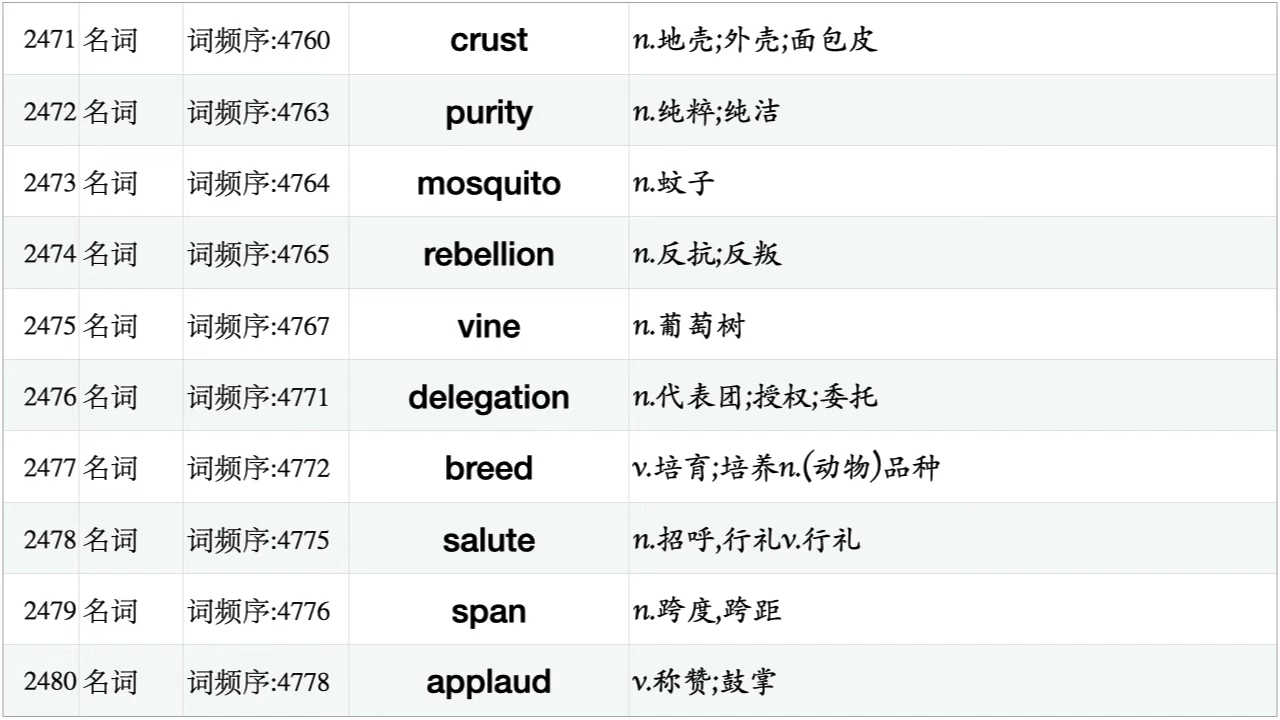 2471 名词 词频序:4760 crust n.地壳;外壳;面包皮
2472 名词 词频序:4763 purity n.纯粹;纯洁
2473 名词 词频序:4764 mosquito n.蚊子
2474 名词 词频序:4765 rebellion n.反抗;反叛
2475 名词 词频序:4767 vine n.葡萄树
2476 名词 词频序:4771 delegation n.代表团;授权;委托
2477 名词 词频序:4772 breed v.培育;培养n.(动物)品种
2478 名词 词频序:4775 salute n.招呼,行礼v.行礼
2479 名词 词频序:4776 span n.跨度,跨距
2480 名词 词频序:4778 applaud v.称赞;鼓掌